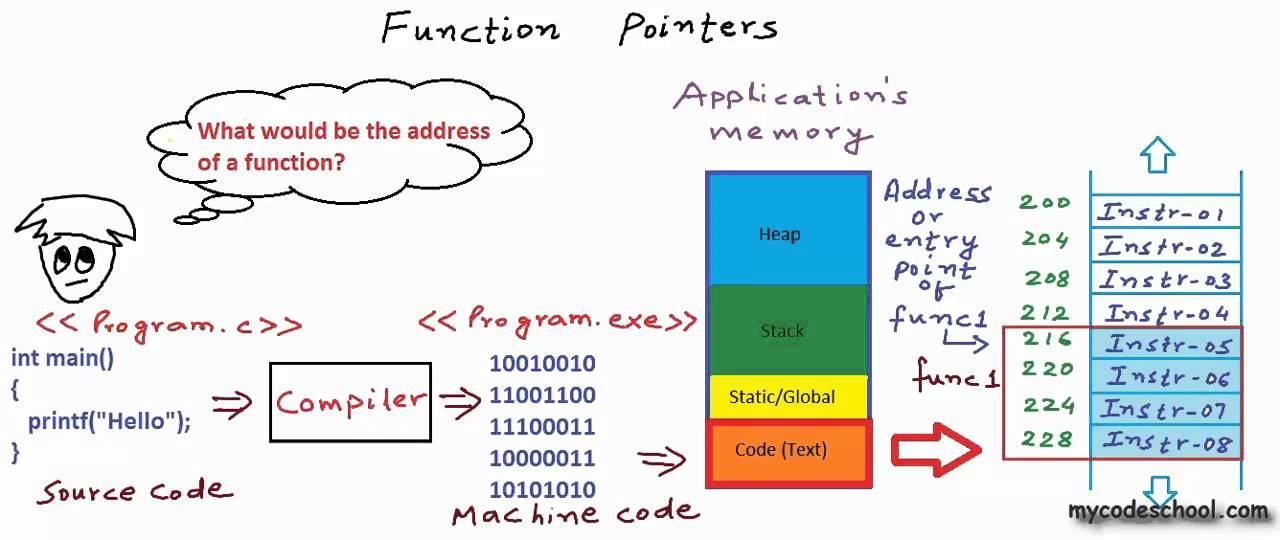 Function Pointers
What would be the address
of a function?
<< Program.c>>
int main()
{
printf("Hello");
}
Source code
Compiler
<< Program.exe>>
10010010
11001100
11100011
10000011
10101010
Machine code
Application's
memory
Heap
Stack
Static/Global
Code (Text)
Address
or
entry
point
of
func1
func1
200 Instr-01
204 Instr-02
208 Instr-03
212 Instr-04
216 Instr-05
220 Instr-06
224 Instr-07
228 Instr-08
mycodeschool.com